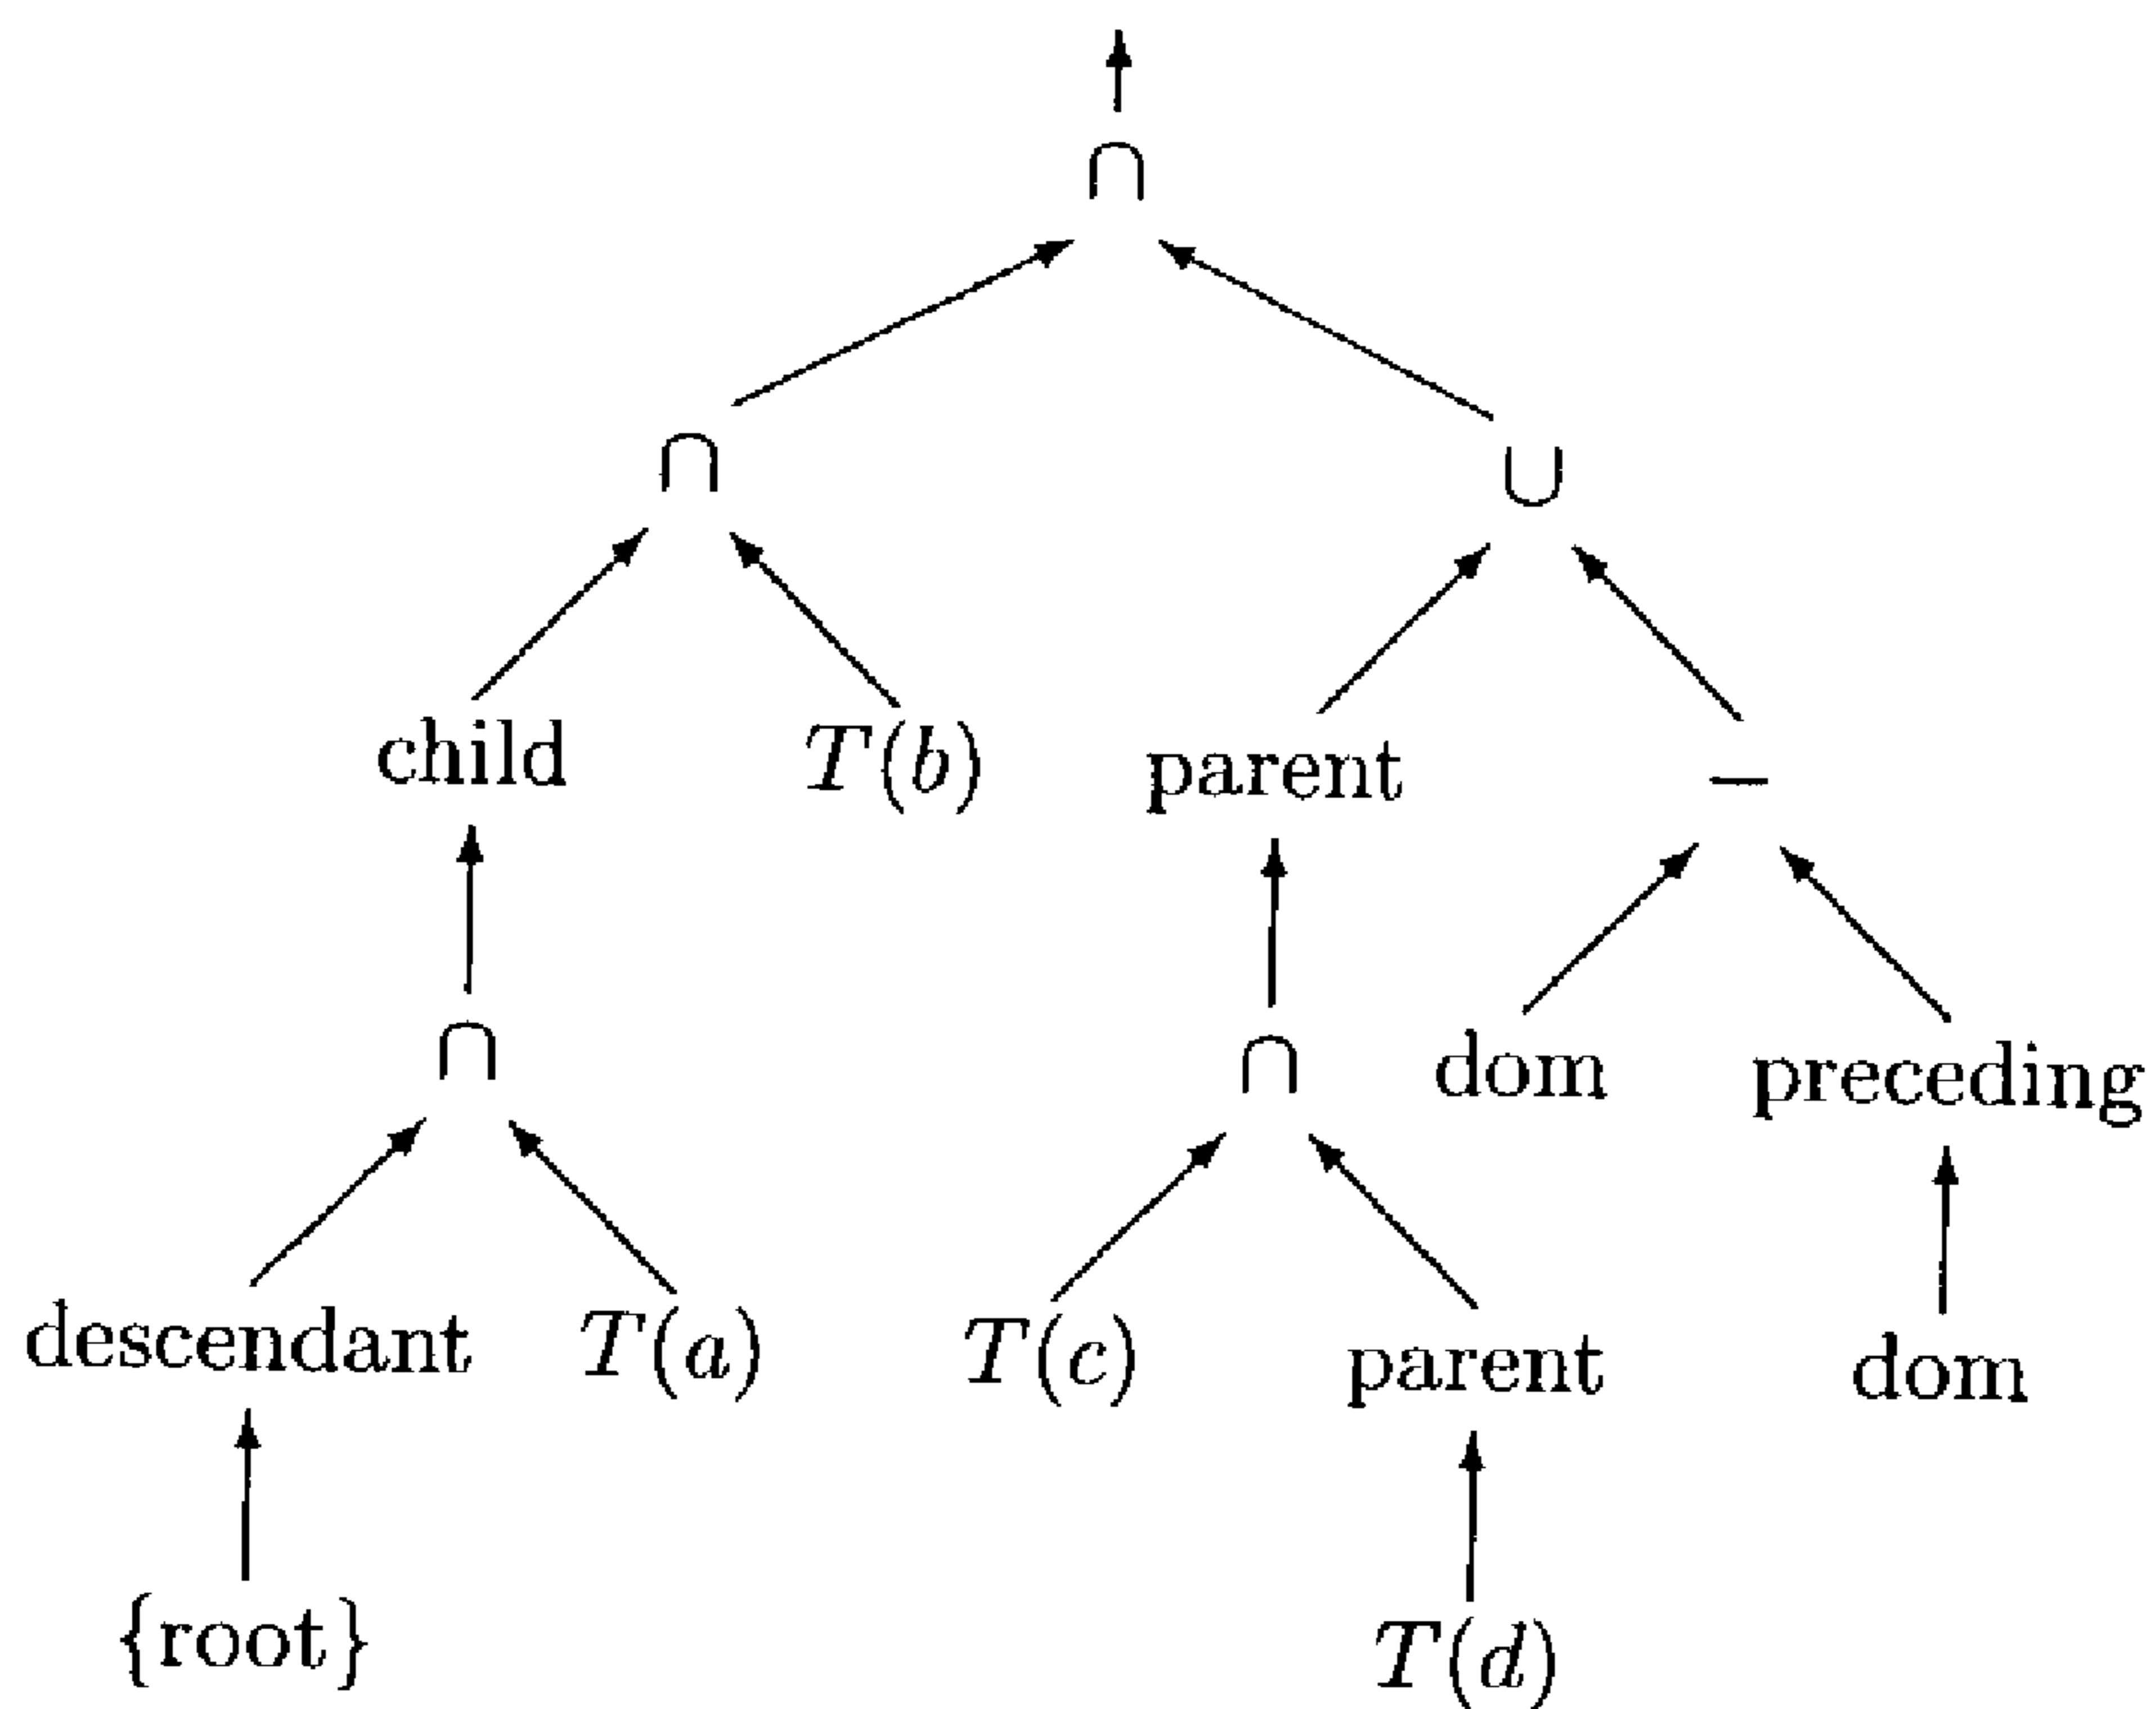 ∩
∩ ∪
child T(b) parent −
∩ ∩ dom preceding
descendant T(a) T(c) parent dom
{root} T(d)